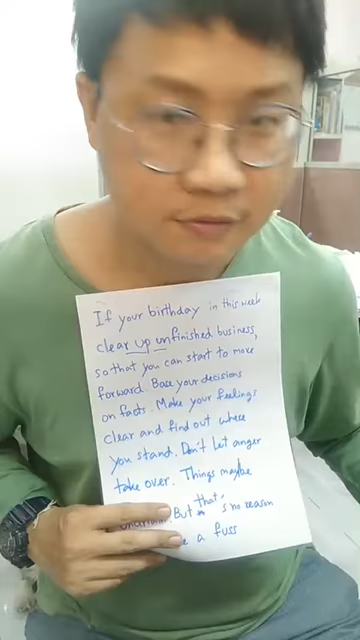 If your birthday in this week
clear up unfinished business,
so that you can start to move
forward. Base your decisions
on facts. Make your feelings
clear and find out where
you stand. Don't let anger
take over. Things maybe
But that's no reason
a fuss